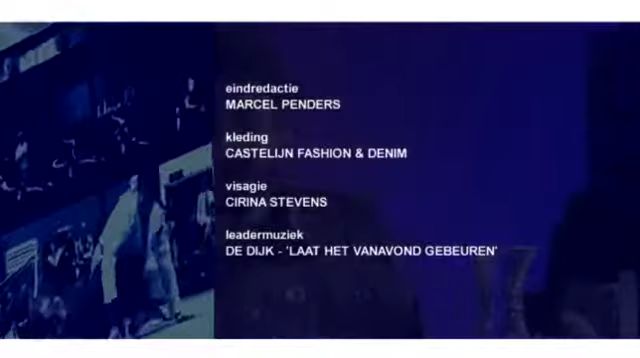 eindredactie
MARCEL PENDERS
kleding
CASTELIJN FASHION & DENIM
visagie
CIRINA STEVENS
leadermuziek
DE DIJK - 'LAAT HET VANAVOND GEBEUREN'